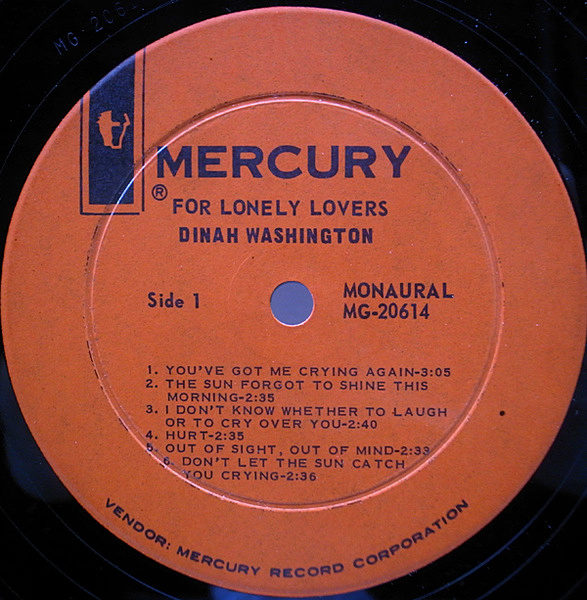 MG 206
MERCURY
®
FOR LONELY LOVERS
DINAH WASHINGTON
Side 1
MONAURAL
MG-20614
1. YOU'VE GOT ME CRYING AGAIN-3:05
2. THE SUN FORGOT TO SHINE THIS
MORNING-2:35
3. I DON'T KNOW WHETHER TO LAUGH
OR TO CRY OVER YOU-2:40
4. HURT-2:35
5. OUT OF SIGHT, OUT OF MIND-2:33
6. DON'T LET THE SUN CATCH
YOU CRYING-2:36
VENDOR: MERCURY RECORD CORPORATION